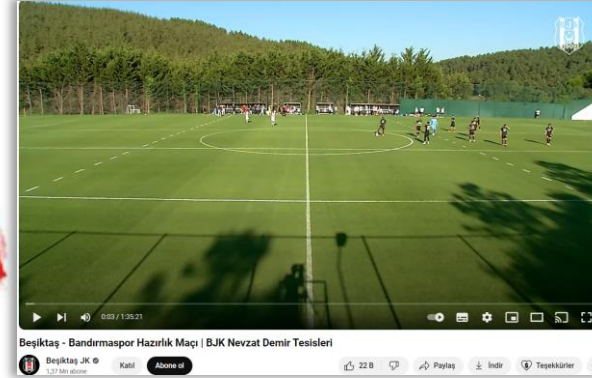 0:03 / 1:35:21
Beşiktaş - Bandırmaspor Hazırlık Maçı | BJK Nevzat Demir Tesisleri
Beşiktaş JK
1,37 Mn abone
Katıl
Abone ol
22 B
Paylaş
İndir
Teşekkürler